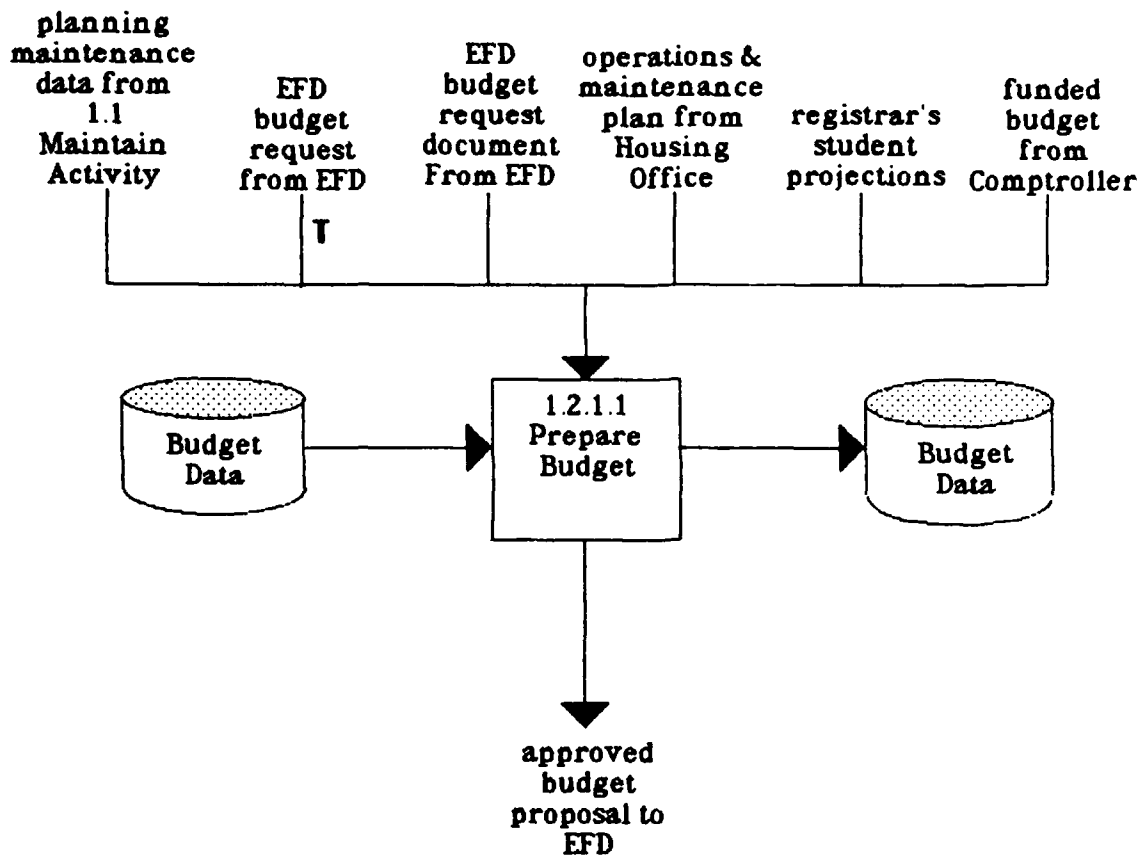 planning
maintenance
data from
1.1
Maintain
Activity
EFD
budget
request
from EFD
T
EFD
budget
request
document
From EFD
operations &
maintenance
plan from
Housing
Office
registrar's
student
projections
funded
budget
from
Comptroller
Budget
Data
1.2.1.1
Prepare
Budget
Budget
Data
approved
budget
proposal to
EFD